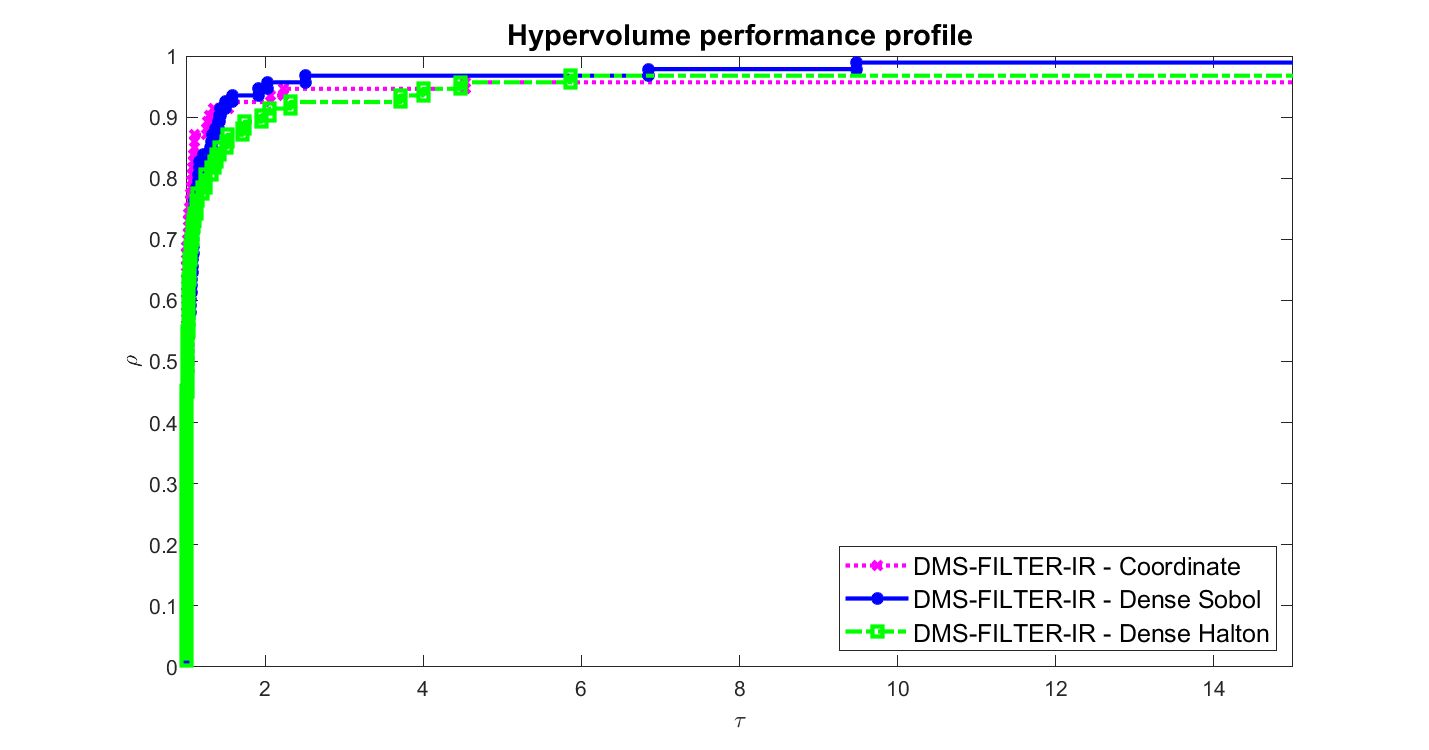 Hypervolume performance profile
1
0.9
0.8
0.7
0.6
0.5
0.4
0.3
0.2
0.1
0
ρ
2 4 6 8 10 12 14
τ
DMS-FILTER-IR - Coordinate
DMS-FILTER-IR - Dense Sobol
DMS-FILTER-IR - Dense Halton